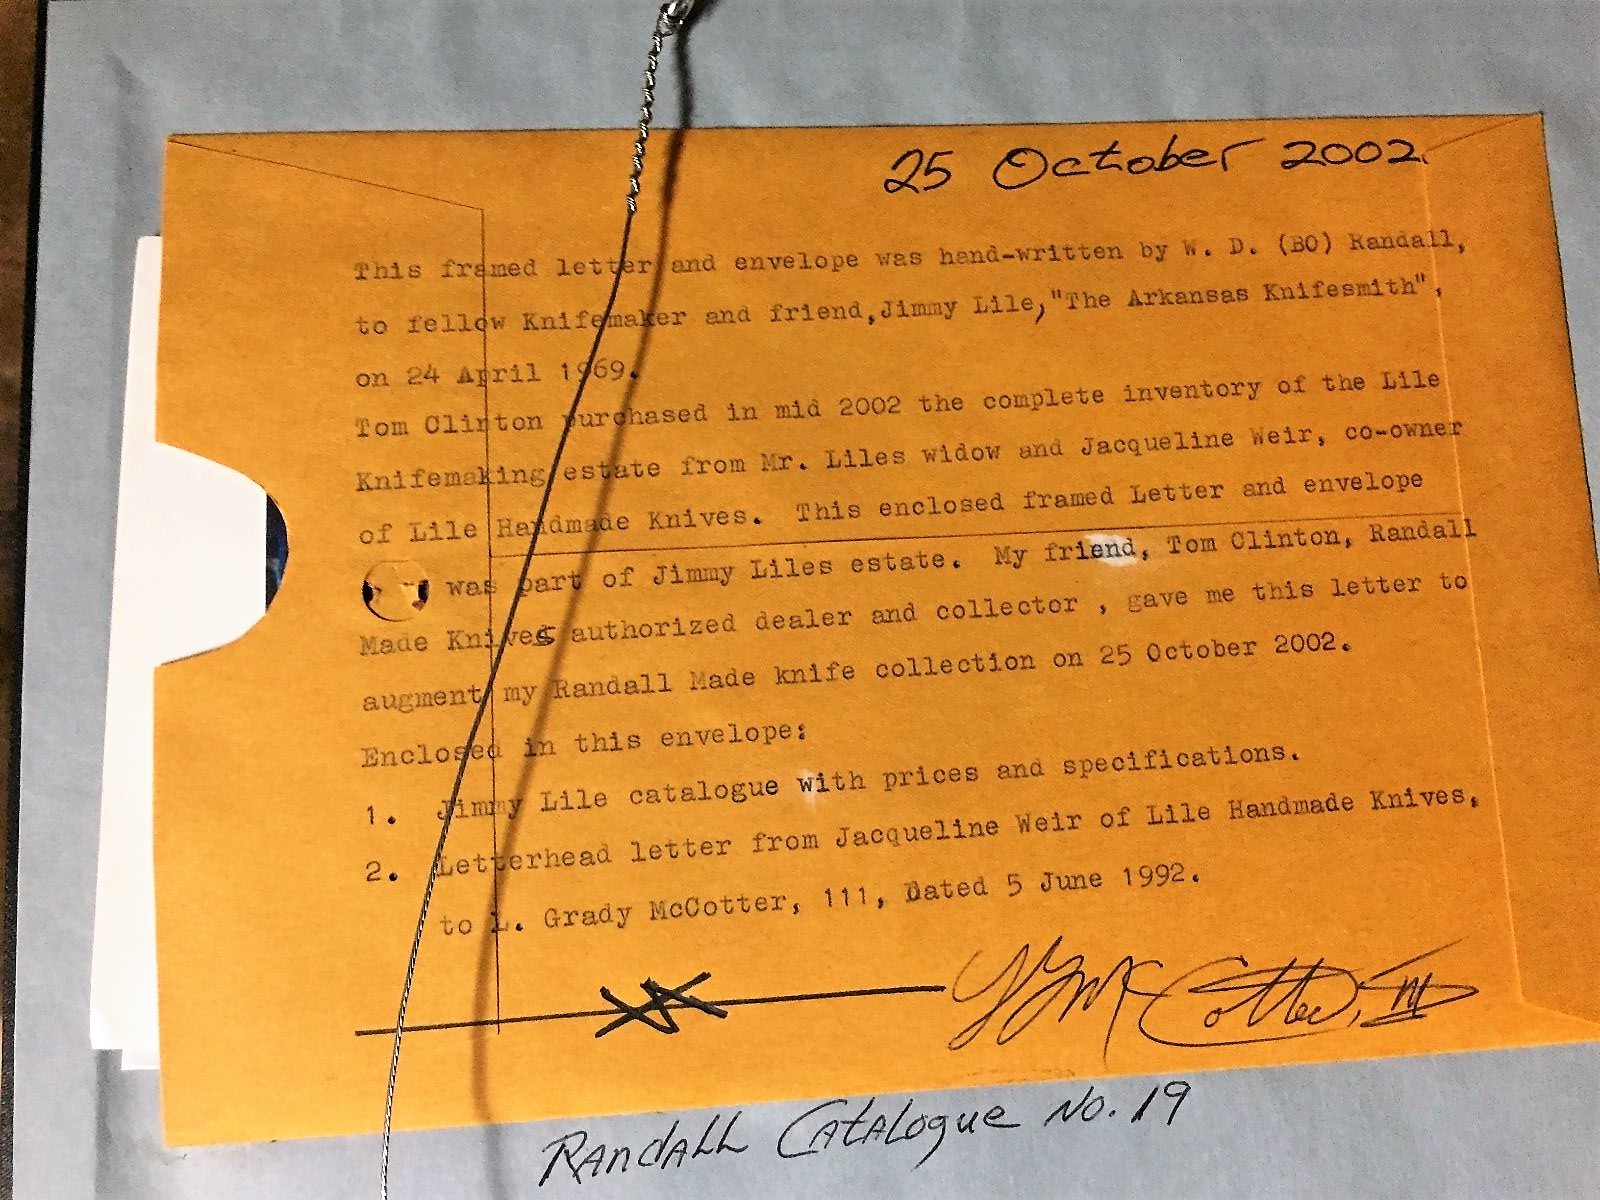 25 October 2002.
This framed letter and envelope was hand-written by W. D. (BO) Randall,
to fellow Knifemaker and friend,Jimmy Lile,"The Arkansas Knifesmith",
on 24 April 1969.
Tom Clinton purchased in mid 2002 the complete inventory of the Lile
Knifemaking estate from Mr. Liles widow and Jacqueline Weir, co-owner
of Lile Handmade Knives. This enclosed framed Letter and envelope
was part of Jimmy Liles estate. My friend, Tom Clinton, Randall
Made Knives authorized dealer and collector , gave me this letter to
augment my Randall Made knife collection on 25 October 2002.
Enclosed in this envelope:
1. Jimmy Lile catalogue with prices and specifications.
2. Letterhead letter from Jacqueline Weir of Lile Handmade Knives,
to L. Grady McCotter, 111, Dated 5 June 1992.
LG McCotter, III
Randall Catalogue No. 19